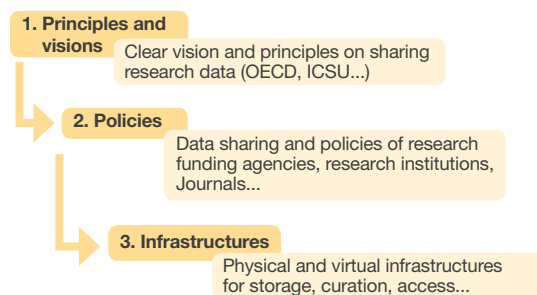 1. Principles and
visions
Clear vision and principles on sharing
research data (OECD, ICSU...)
2. Policies
Data sharing and policies of research
funding agencies, research institutions,
Journals...
3. Infrastructures
Physical and virtual infrastructures
for storage, curation, access...